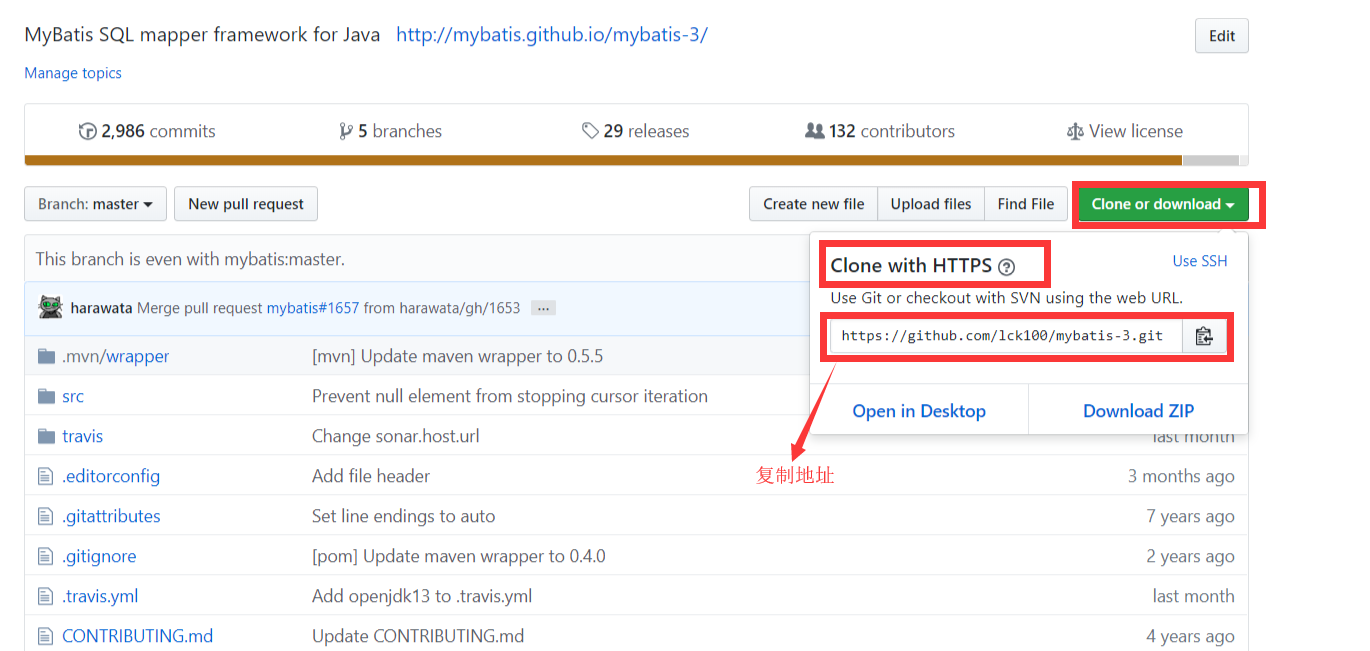 MyBatis SQL mapper framework for Java http://mybatis.github.io/mybatis-3/ Edit
Manage topics
2,986 commits 5 branches 29 releases 132 contributors View license
Branch: master New pull request Create new file Upload files Find File Clone or download
This branch is even with mybatis:master.
Clone with HTTPS ? Use SSH
Use Git or checkout with SVN using the web URL.
https://github.com/lck100/mybatis-3.git
Open in Desktop Download ZIP
harawata Merge pull request mybatis#1657 from harawata/gh/1653 ...
.mvn/wrapper [mvn] Update maven wrapper to 0.5.5
src Prevent null element from stopping cursor iteration
travis Change sonar.host.url last month
复制地址
.editorconfig Add file header 3 months ago
.gitattributes Set line endings to auto 7 years ago
.gitignore [pom] Update maven wrapper to 0.4.0 2 years ago
.travis.yml Add openjdk13 to .travis.yml last month
CONTRIBUTING.md Update CONTRIBUTING.md 4 years ago